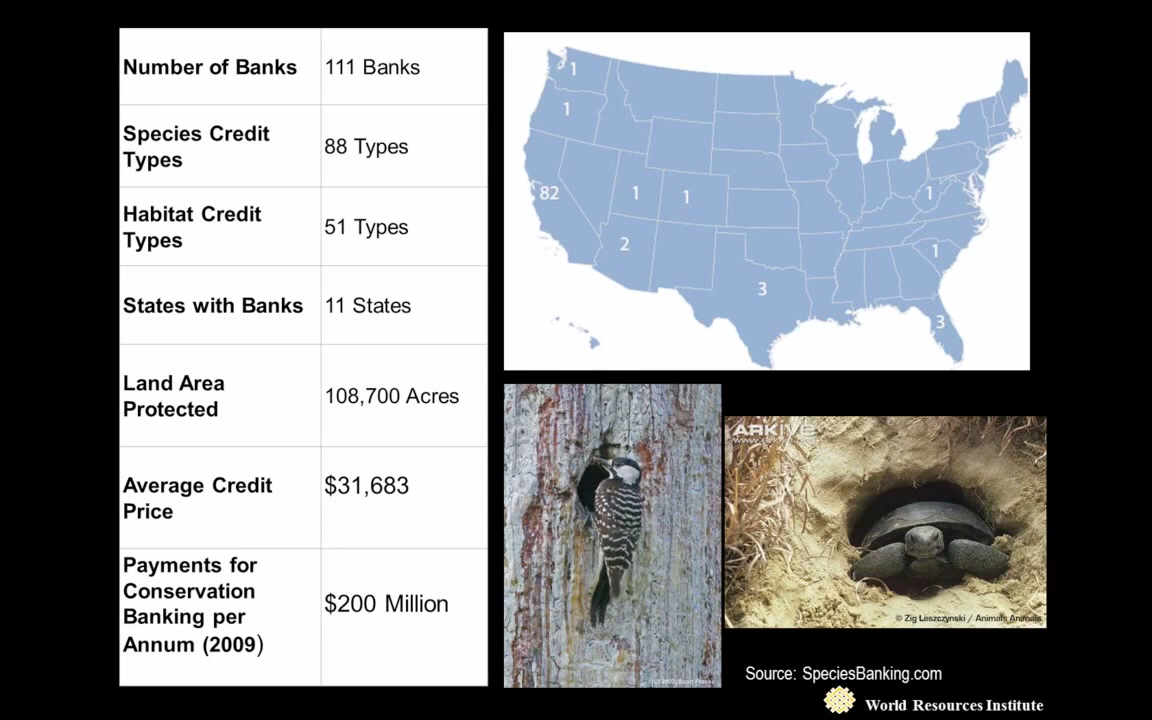 Number of Banks
111 Banks
Species Credit
Types
88 Types
Habitat Credit
Types
51 Types
States with Banks
11 States
Land Area
Protected
108,700 Acres
Average Credit
Price
$31,683
Payments for
Conservation
Banking per
Annum (2009)
$200 Million
1
1
82
1
1
1
2
1
3
3
ARKive
© Zig Leszczynski / Animals Animals
(C) 2007, Scott Franke
Source: SpeciesBanking.com
World Resources Institute